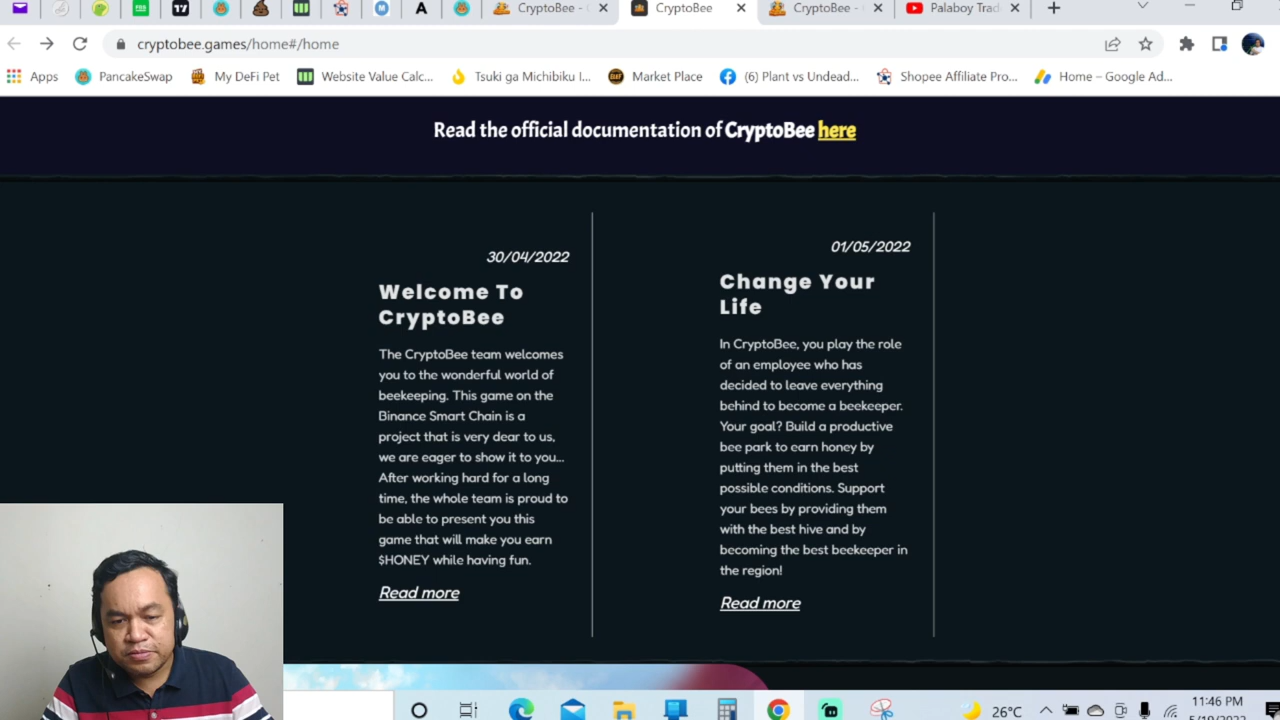 CryptoBee -
CryptoBee
CryptoBee -
Palaboy Trad
cryptobee.games/home#/home
Apps
PancakeSwap
My DeFi Pet
Website Value Calc...
Tsuki ga Michibiku I...
Market Place
(6) Plant vs Undead...
Shopee Affiliate Pro...
Home – Google Ad...
Read the official documentation of CryptoBee here
30/04/2022
Welcome To
CryptoBee
The CryptoBee team welcomes
you to the wonderful world of
beekeeping. This game on the
Binance Smart Chain is a
project that is very dear to us,
we are eager to show it to you...
After working hard for a long
time, the whole team is proud to
be able to present you this
game that will make you earn
$HONEY while having fun.
Read more
01/05/2022
Change Your
Life
In CryptoBee, you play the role
of an employee who has
decided to leave everything
behind to become a beekeeper.
Your goal? Build a productive
bee park to earn honey by
putting them in the best
possible conditions. Support
your bees by providing them
with the best hive and by
becoming the best beekeeper in
the region!
Read more
26°C
11:46 PM